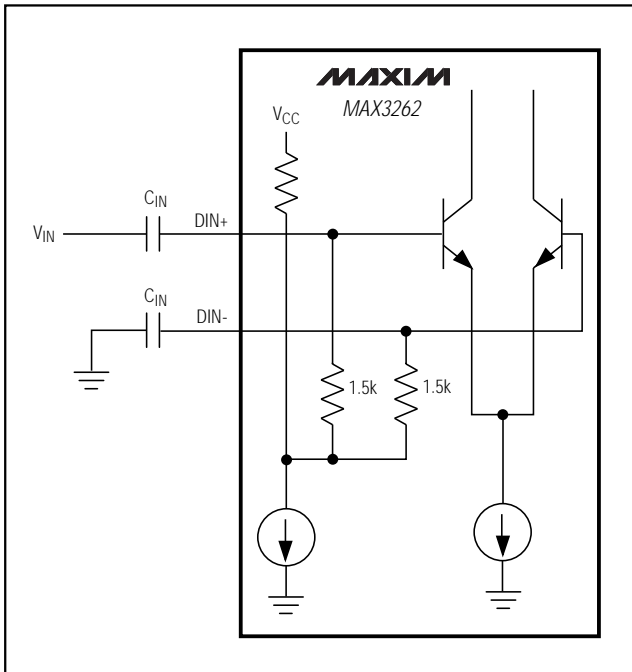 MAXIM
MAX3262
VCC
CIN
DIN+
VIN
CIN
DIN-
1.5k
1.5k